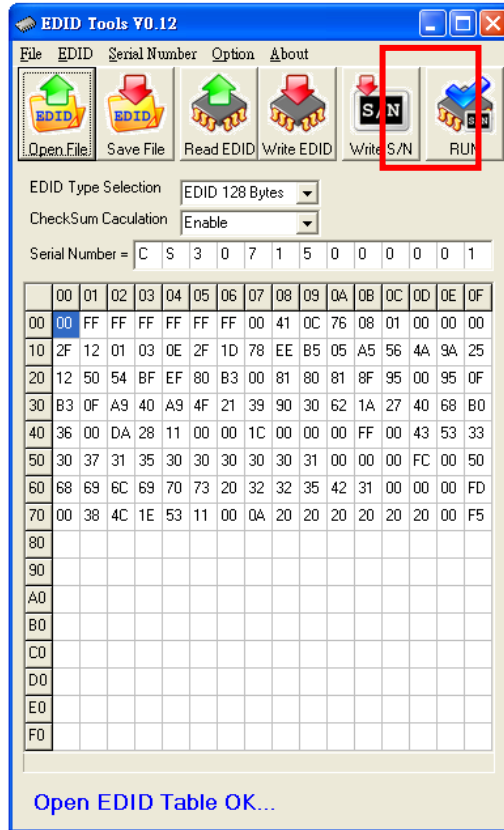 EDID Tools V0.12
File EDID Serial Number Option About
EDID EDID S/N S/N
Open File Save File Read EDID Write EDID Write S/N RUN
EDID Type Selection EDID 128 Bytes
CheckSum Caculation Enable
Serial Number = C S 3 0 7 1 5 0 0 0 0 0 1
00 01 02 03 04 05 06 07 08 09 0A 0B 0C 0D 0E 0F
00 00 FF FF FF FF FF FF 00 41 0C 76 08 01 00 00 00
10 2F 12 01 03 0E 2F 1D 78 EE B5 05 A5 56 4A 9A 25
20 12 50 54 BF EF 80 B3 00 81 80 81 8F 95 00 95 0F
30 B3 0F A9 40 A9 4F 21 39 90 30 62 1A 27 40 68 B0
40 36 00 DA 28 11 00 00 1C 00 00 00 FF 00 43 53 33
50 30 37 31 35 30 30 30 30 30 31 00 00 00 FC 00 50
60 68 69 6C 69 70 73 20 32 32 35 42 31 00 00 00 FD
70 00 38 4C 1E 53 11 00 0A 20 20 20 20 20 20 00 F5
80
90
A0
B0
C0
D0
E0
F0
Open EDID Table OK...